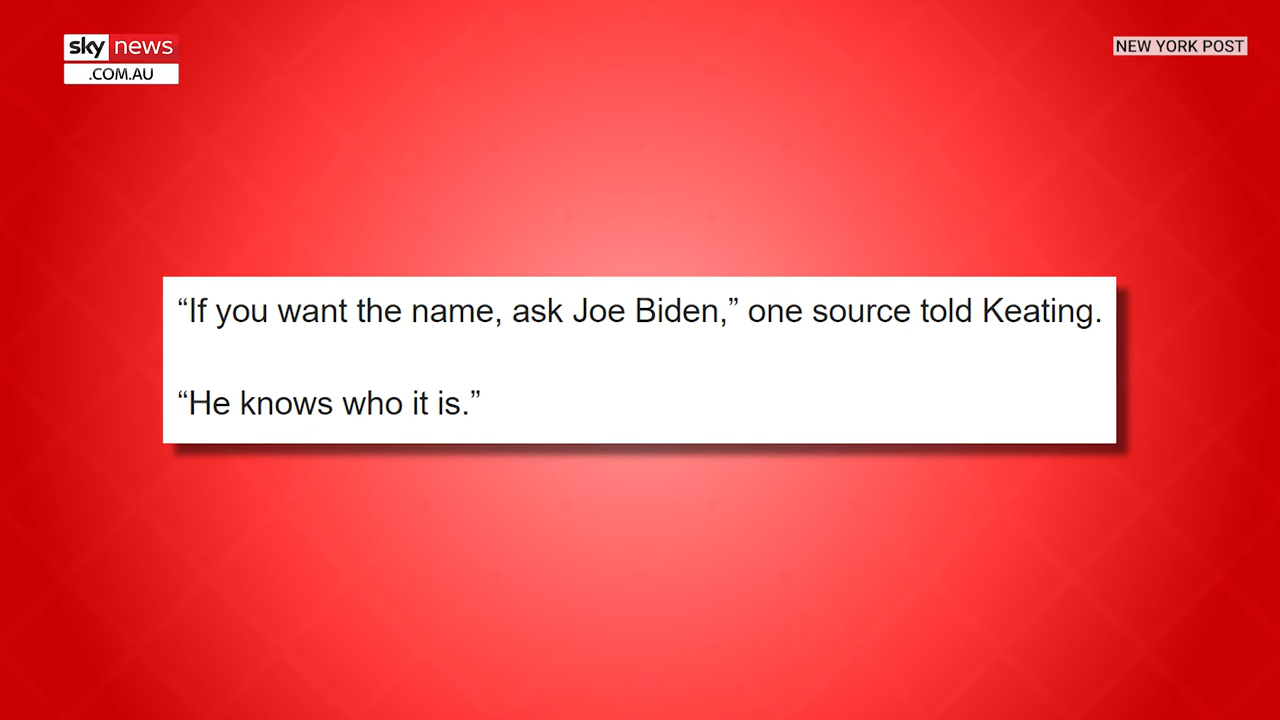 sky news
.COM.AU
NEW YORK POST
“If you want the name, ask Joe Biden,” one source told Keating.
“He knows who it is.”